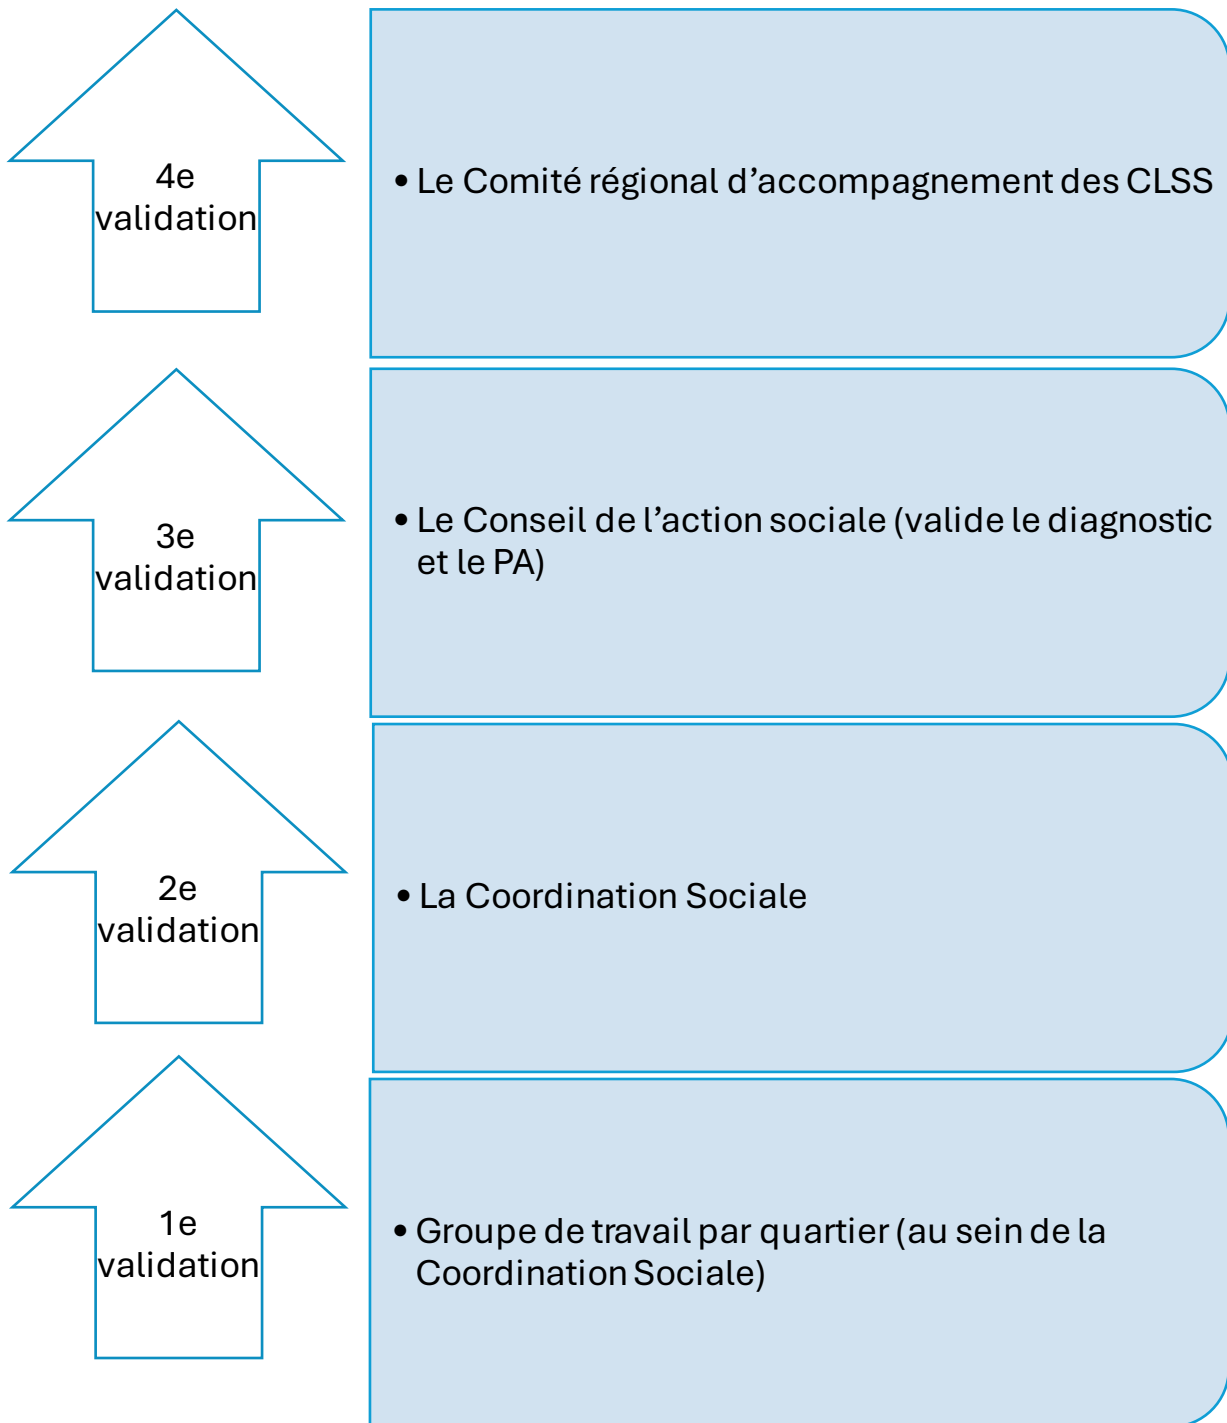 4e
validation
• Le Comité régional d’accompagnement des CLSS
3e
validation
• Le Conseil de l’action sociale (valide le diagnostic
et le PA)
2e
validation
• La Coordination Sociale
1e
validation
• Groupe de travail par quartier (au sein de la
Coordination Sociale)